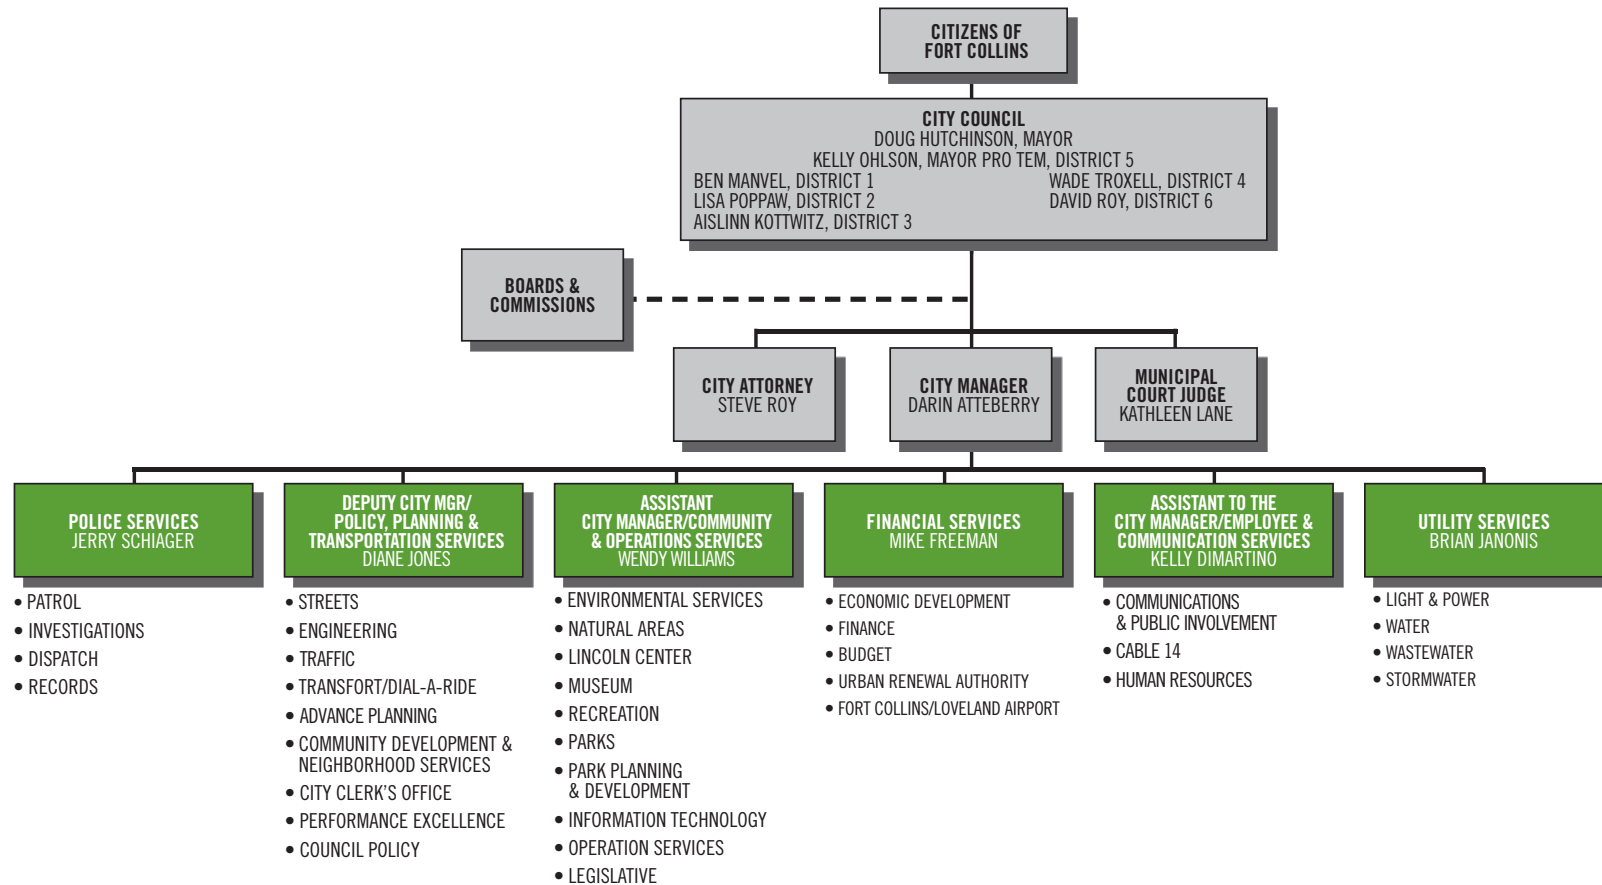 CITIZENS OF
FORT COLLINS
CITY COUNCIL
DOUG HUTCHINSON, MAYOR
KELLY OHLSON, MAYOR PRO TEM, DISTRICT 5
BEN MANVEL, DISTRICT 1
LISA POPPAW, DISTRICT 2
AISLINN KOTTWITZ, DISTRICT 3
WADE TROXELL, DISTRICT 4
DAVID ROY, DISTRICT 6
BOARDS &
COMMISSIONS
CITY ATTORNEY
STEVE ROY
CITY MANAGER
DARIN ATTEBERRY
MUNICIPAL
COURT JUDGE
KATHLEEN LANE
POLICE SERVICES
JERRY SCHIAGER
• PATROL
• INVESTIGATIONS
• DISPATCH
• RECORDS
DEPUTY CITY MGR/
POLICY, PLANNING &
TRANSPORTATION SERVICES
DIANE JONES
• STREETS
• ENGINEERING
• TRAFFIC
• TRANSFORT/DIAL-A-RIDE
• ADVANCE PLANNING
• COMMUNITY DEVELOPMENT &
NEIGHBORHOOD SERVICES
• CITY CLERK'S OFFICE
• PERFORMANCE EXCELLENCE
• COUNCIL POLICY
ASSISTANT
CITY MANAGER/COMMUNITY
& OPERATIONS SERVICES
WENDY WILLIAMS
• ENVIRONMENTAL SERVICES
• NATURAL AREAS
• LINCOLN CENTER
• MUSEUM
• RECREATION
• PARKS
• PARK PLANNING
& DEVELOPMENT
• INFORMATION TECHNOLOGY
• OPERATION SERVICES
• LEGISLATIVE
FINANCIAL SERVICES
MIKE FREEMAN
• ECONOMIC DEVELOPMENT
• FINANCE
• BUDGET
• URBAN RENEWAL AUTHORITY
• FORT COLLINS/LOVELAND AIRPORT
ASSISTANT TO THE
CITY MANAGER/EMPLOYEE &
COMMUNICATION SERVICES
KELLY DIMARTINO
• COMMUNICATIONS
& PUBLIC INVOLVEMENT
• CABLE 14
• HUMAN RESOURCES
UTILITY SERVICES
BRIAN JANONIS
• LIGHT & POWER
• WATER
• WASTEWATER
• STORMWATER